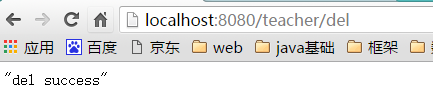 localhost:8080/teacher/del
应用 百度 京东 web java基础 框架
"del success"